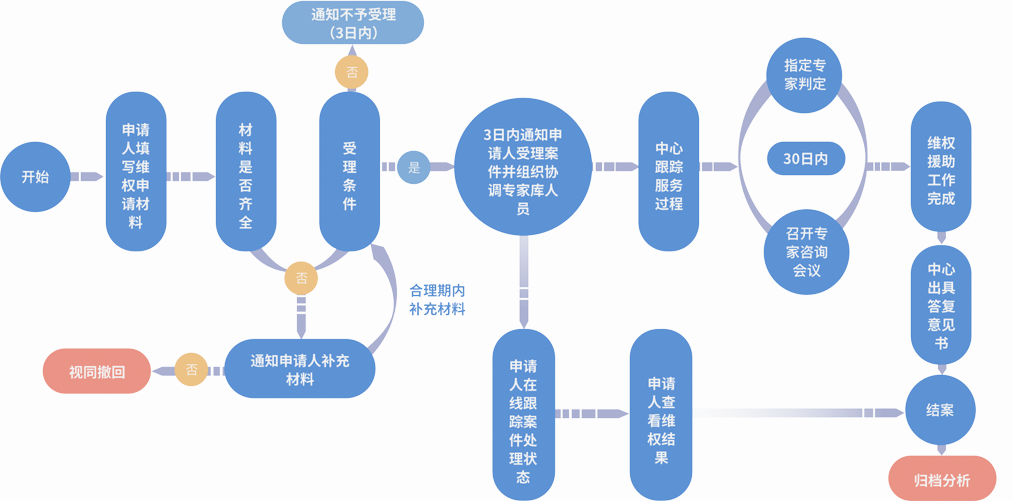 通知不予受理
（3日内）
否
开始
申请
人填
写维
权申
请材
料
材
料
是
否
齐
全
受
理
条
件
是
3日内通知申
请人受理案
件并组织协
调专家库人
员
中心
跟踪
服务
过程
指定专
家判定
30日内
召开专
家咨询
会议
维权
援助
工作
完成
否
合理期内
补充材料
通知申请人补充
材料
否
视同撤回
申请
人在
线跟
踪案
件处
理状
态
申请
人查
看维
权结
果
中心
出具
答复
意见
书
结案
归档分析